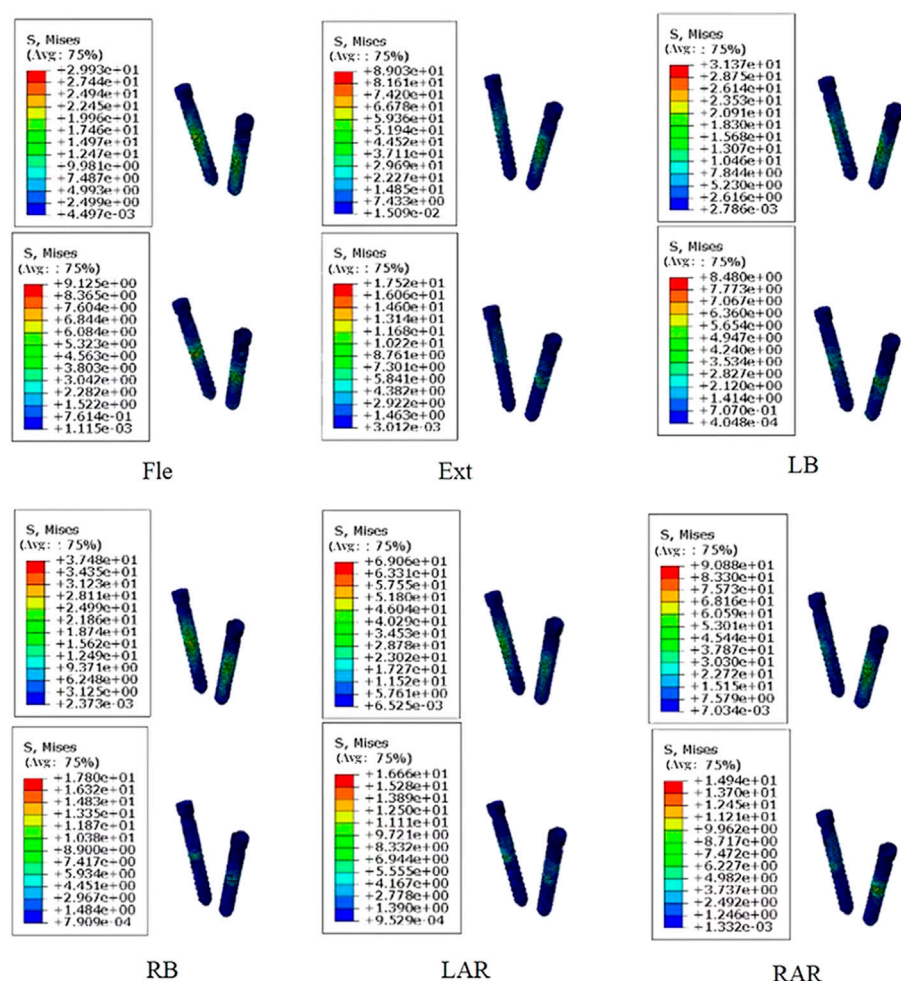 S, Mises
(Avg: 75%)
+2.993e+01
+2.744e+01
+2.494e+01
+2.245e+01
+1.996e+01
+1.746e+01
+1.497e+01
+1.247e+01
+9.981e+00
+7.487e+00
+4.993e+00
+2.499e+00
+4.497e-03
S, Mises
(Avg: 75%)
+8.903e+01
+8.161e+01
+7.420e+01
+6.678e+01
+5.936e+01
+5.194e+01
+4.452e+01
+3.711e+01
+2.969e+01
+2.227e+01
+1.485e+01
+7.433e+00
+1.509e-02
S, Mises
(Avg: 75%)
+3.137e+01
+2.875e+01
+2.614e+01
+2.353e+01
+2.091e+01
+1.830e+01
+1.568e+01
+1.307e+01
+1.046e+01
+7.844e+00
+5.230e+00
+2.616e+00
+2.786e-03
S, Mises
(Avg: : 75%)
+9.125e+00
+8.365e+00
+7.604e+00
+6.844e+00
+6.084e+00
+5.323e+00
+4.563e+00
+3.803e+00
+3.042e+00
+2.282e+00
+1.522e+00
+7.614e-01
+1.115e-03
S, Mises
(Avg: : 75%)
+1.752e+01
+1.606e+01
+1.460e+01
+1.314e+01
+1.168e+01
+1.022e+01
+8.761e+00
+7.301e+00
+5.841e+00
+4.382e+00
+2.922e+00
+1.463e+00
+3.012e-03
S, Mises
(Avg: : 75%)
+8.480e+00
+7.773e+00
+7.067e+00
+6.360e+00
+5.654e+00
+4.947e+00
+4.240e+00
+3.534e+00
+2.827e+00
+2.120e+00
+1.414e+00
+7.070e-01
+4.048e-04
Fle
Ext
LB
S, Mises
(Avg: 75%)
+3.748e+01
+3.435e+01
+3.123e+01
+2.811e+01
+2.499e+01
+2.186e+01
+1.874e+01
+1.562e+01
+1.249e+01
+9.371e+00
+6.248e+00
+3.125e+00
+2.373e-03
S, Mises
(Avg: 75%)
+6.906e+01
+6.331e+01
+5.755e+01
+5.180e+01
+4.604e+01
+4.029e+01
+3.453e+01
+2.878e+01
+2.302e+01
+1.727e+01
+1.152e+01
+5.761e+00
+6.525e-03
S, Mises
(Avg: 75%)
+9.088e+01
+8.330e+01
+7.573e+01
+6.816e+01
+6.059e+01
+5.301e+01
+4.544e+01
+3.787e+01
+3.030e+01
+2.272e+01
+1.515e+01
+7.579e+00
+7.034e-03
S, Mises
(Avg: 75%)
+1.780e+01
+1.632e+01
+1.483e+01
+1.335e+01
+1.187e+01
+1.038e+01
+8.900e+00
+7.417e+00
+5.934e+00
+4.451e+00
+2.967e+00
+1.484e+00
+7.909e-04
S, Mises
(Avg: 75%)
+1.666e+01
+1.528e+01
+1.389e+01
+1.250e+01
+1.111e+01
+9.721e+00
+8.332e+00
+6.944e+00
+5.555e+00
+4.167e+00
+2.778e+00
+1.390e+00
+9.529e-04
S, Mises
(Avg: 75%)
+1.494e+01
+1.370e+01
+1.245e+01
+1.121e+01
+9.962e+00
+8.717e+00
+7.472e+00
+6.227e+00
+4.982e+00
+3.737e+00
+2.492e+00
+1.246e+00
+1.332e-03
RB
LAR
RAR